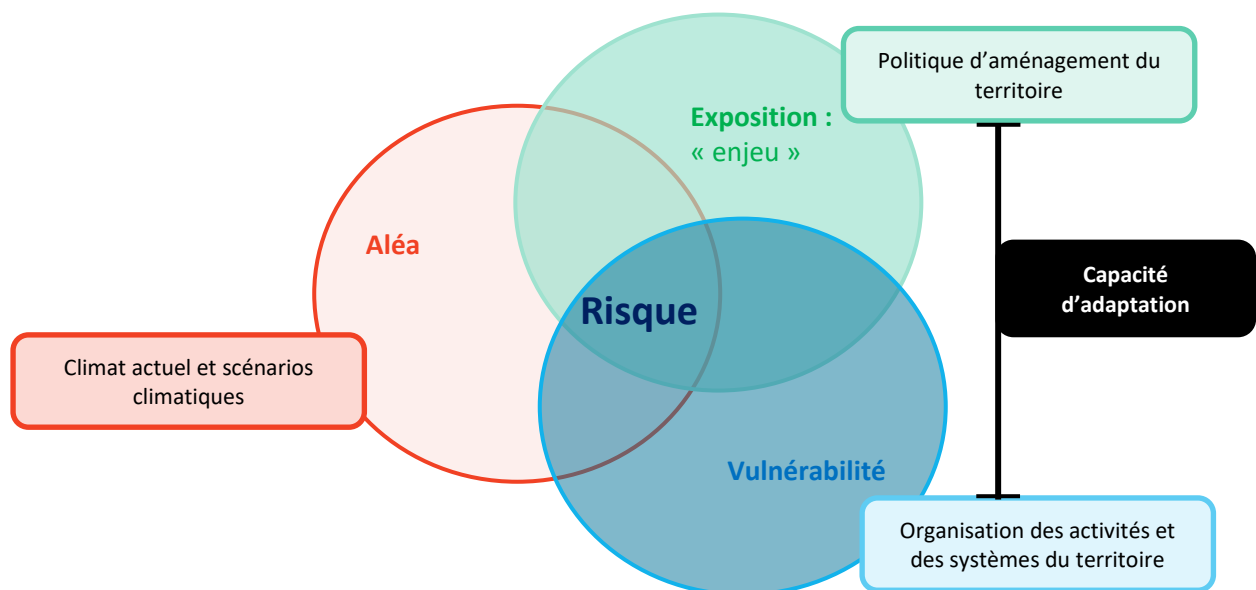 Politique d’aménagement du
territoire
Exposition :
« enjeu »
Aléa
Capacité
d’adaptation
Risque
Climat actuel et scénarios
climatiques
Vulnérabilité
Organisation des activités et
des systèmes du territoire